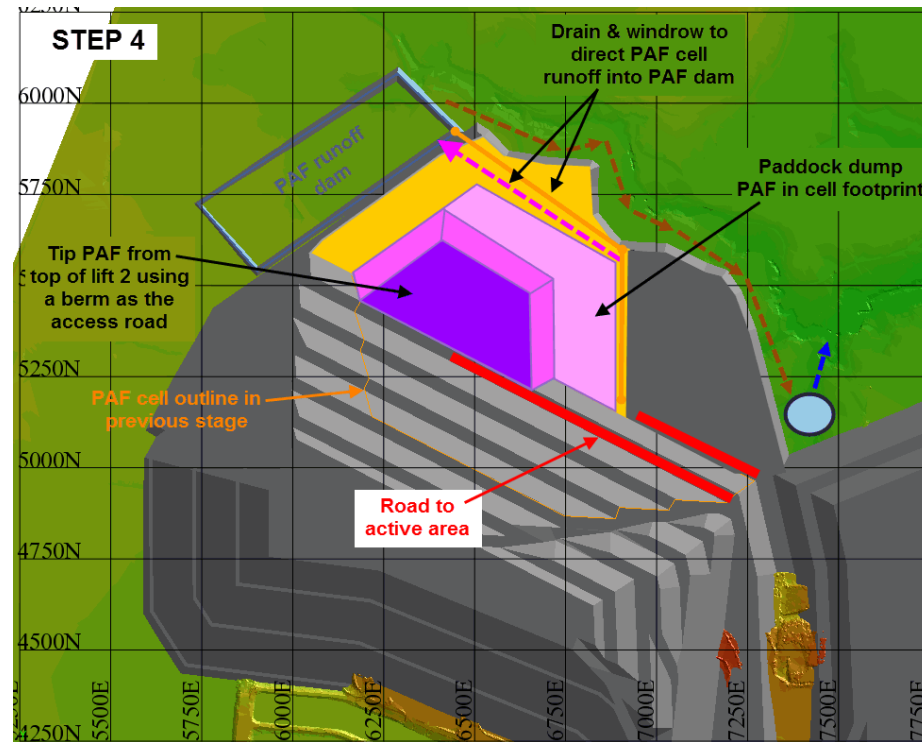 STEP 4
Drain & windrow to
direct PAF cell
runoff into PAF dam
6000N
PAF runoff
dam
Paddock dump
PAF in cell footprint
5750N
Tip PAF from
top of lift 2 using
a berm as the
access road
5250N
PAF cell outline in
previous stage
5000N
Road to
active area
4750N
4500N
4250N
5500E
5750E
6000E
6250E
6500E
6750E
7000E
7250E
7500E